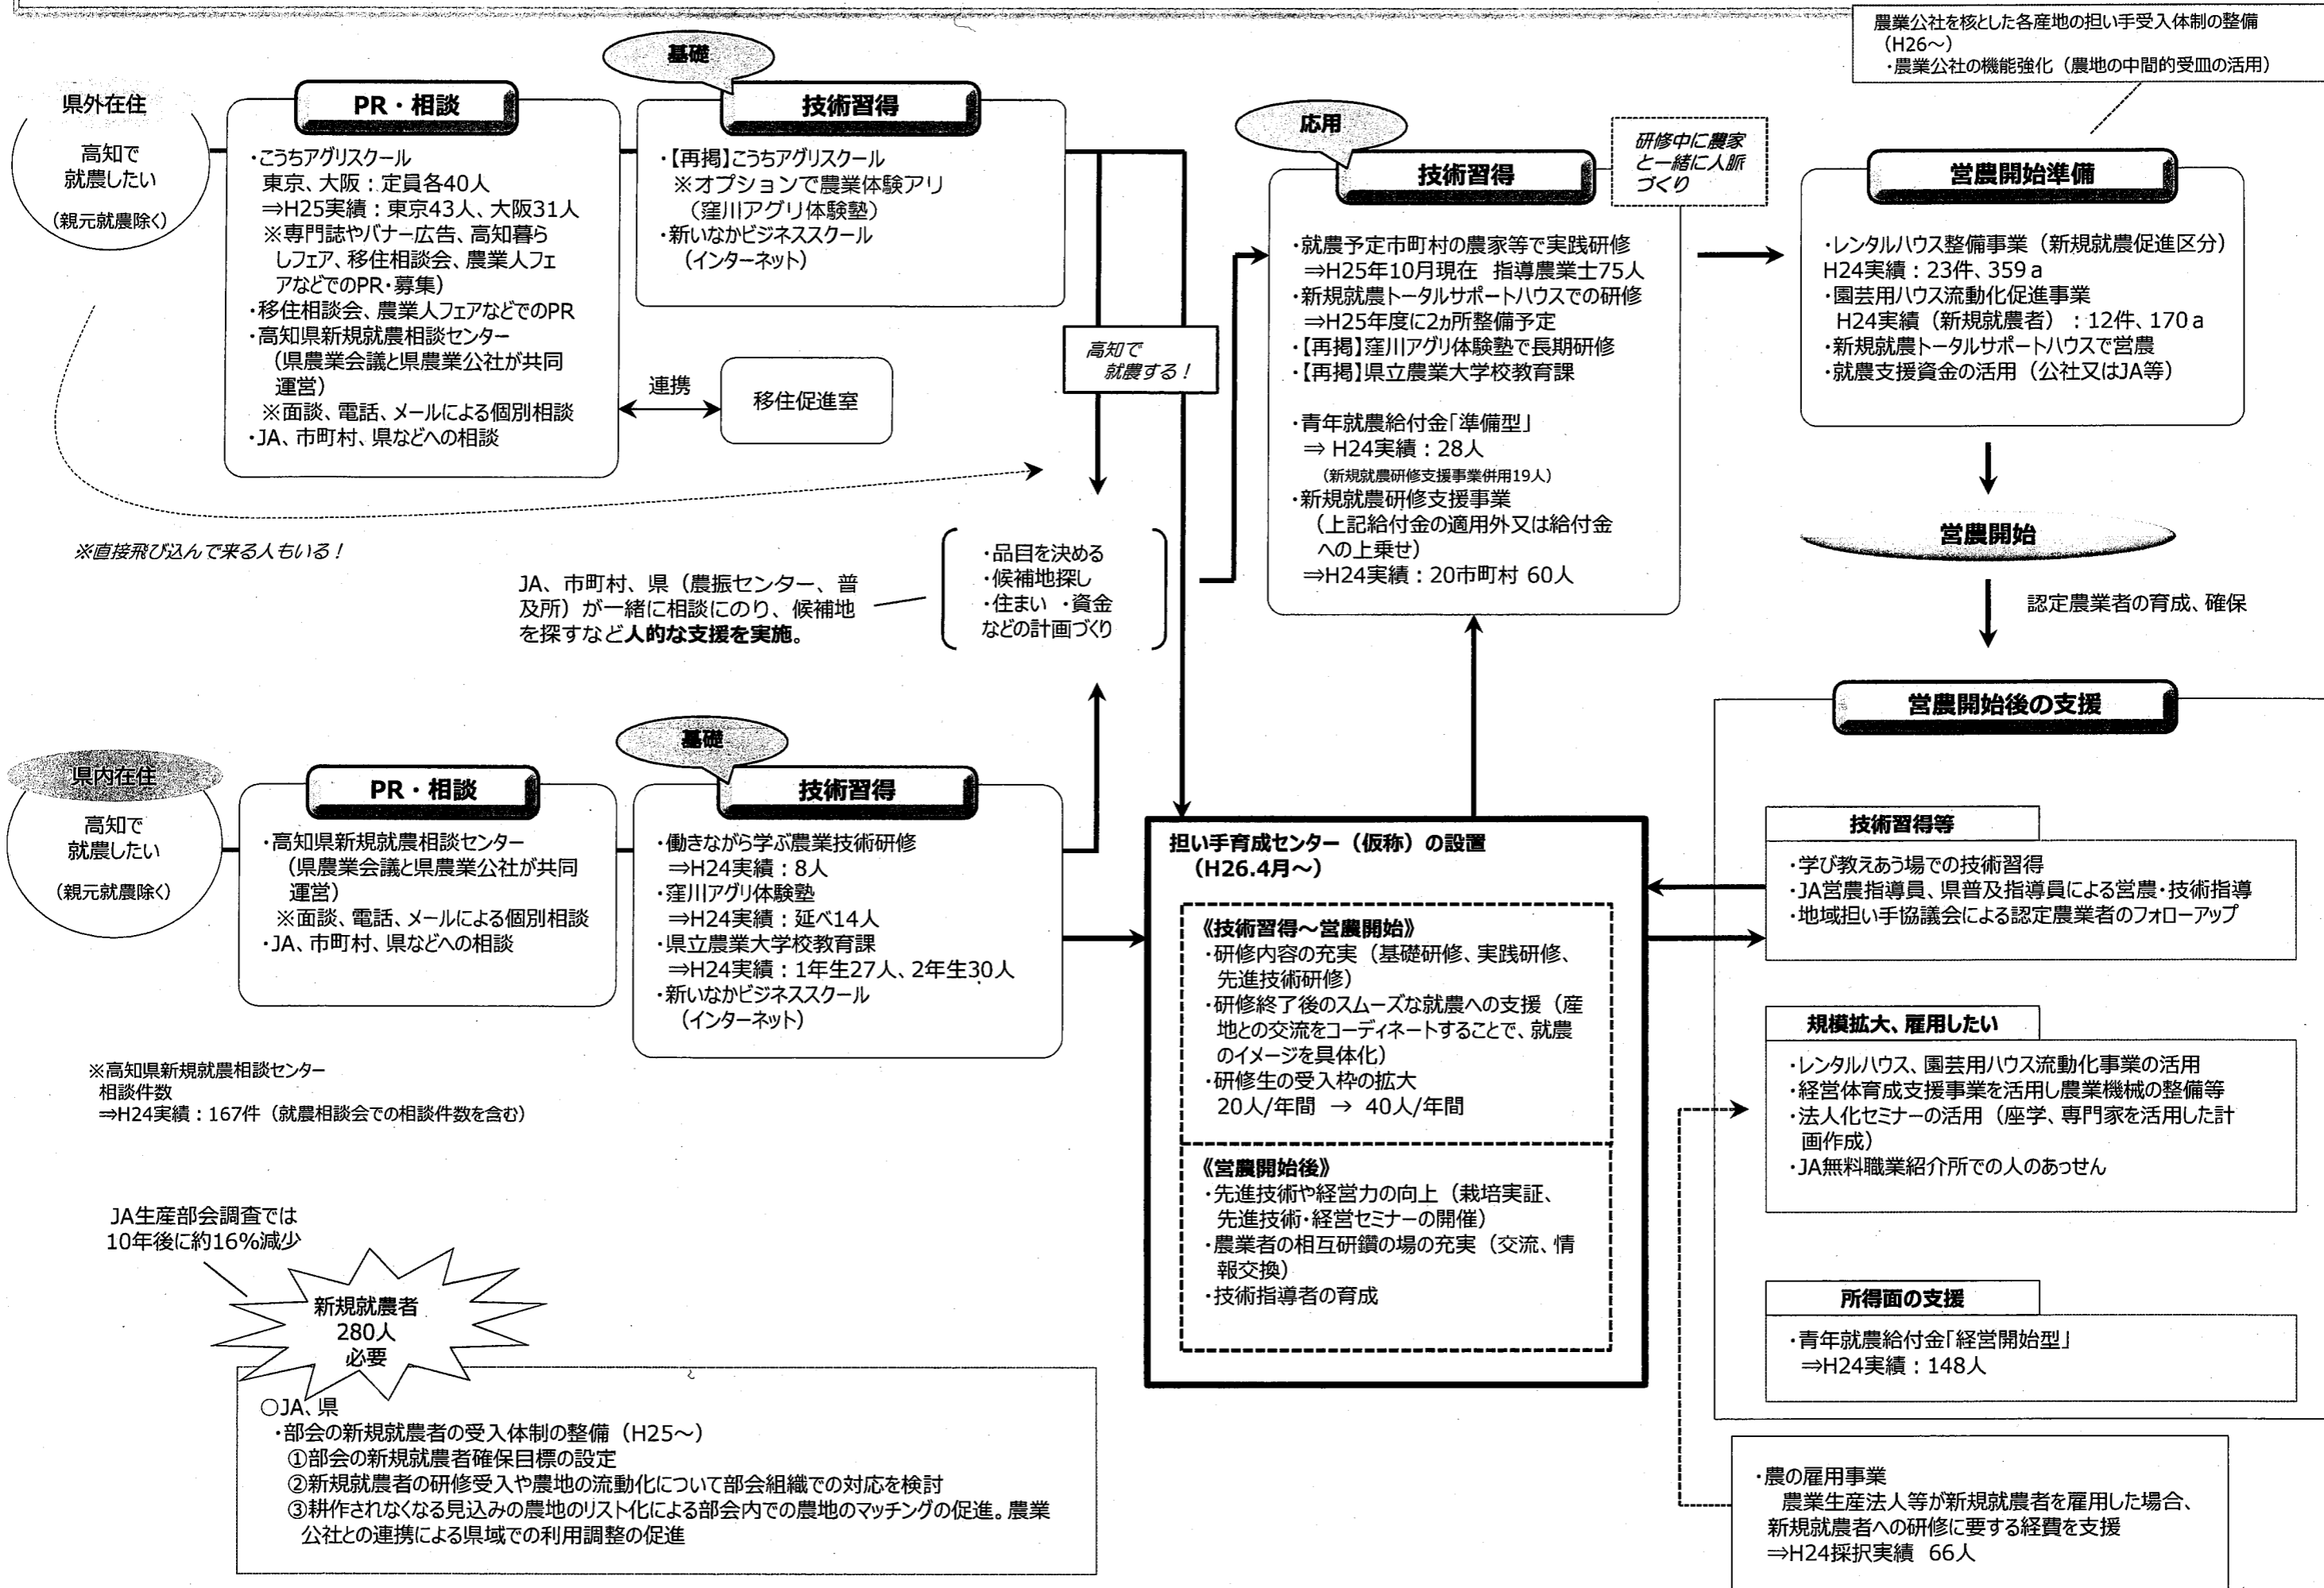 農業公社を核とした各産地の担い手受入体制の整備
(H26～)
・農業公社の機能強化（農地の中間的受皿の活用）
県外在住
高知で
就農したい
(親元就農除く)
PR・相談
・こうちアグリスクール
東京、大阪：定員各40人
⇒H25実績：東京43人、大阪31人
※専門誌やバナー広告、高知暮ら
しフェア、移住相談会、農業人フェ
アなどでのPR・募集)
・移住相談会、農業人フェアなどでのPR
・高知県新規就農相談センター
（県農業会議と県農業公社が共同
運営）
※面談、電話、メールによる個別相談
・JA、市町村、県などへの相談
基礎
技術習得
・【再掲】こうちアグリスクール
※オプションで農業体験アリ
（窪川アグリ体験塾）
・新いなかビジネススクール
（インターネット）
連携
移住促進室
高知で
就農する！
※直接飛び込んで来る人もいる！
JA、市町村、県（農振センター、普
及所）が一緒に相談にのり、候補地
を探すなど人的な支援を実施。
・品目を決める
・候補地探し
・住まい ・資金
などの計画づくり
応用
技術習得
研修中に農家
と一緒に人脈
づくり
・就農予定市町村の農家等で実践研修
⇒H25年10月現在 指導農業士75人
・新規就農トータルサポートハウスでの研修
⇒H25年度に2ヵ所整備予定
・【再掲】窪川アグリ体験塾で長期研修
・【再掲】県立農業大学校教育課
・青年就農給付金「準備型」
⇒ H24実績：28人
（新規就農研修支援事業併用19人）
・新規就農研修支援事業
（上記給付金の適用外又は給付金
への上乗せ）
⇒H24実績：20市町村 60人
営農開始準備
・レンタルハウス整備事業（新規就農促進区分）
H24実績：23件、359ａ
・園芸用ハウス流動化促進事業
H24実績（新規就農者）：12件、170ａ
・新規就農トータルサポートハウスで営農
・就農支援資金の活用（公社又はJA等）
営農開始
認定農業者の育成、確保
県内在住
高知で
就農したい
(親元就農除く)
PR・相談
・高知県新規就農相談センター
（県農業会議と県農業公社が共同
運営）
※面談、電話、メールによる個別相談
・JA、市町村、県などへの相談
基礎
技術習得
・働きながら学ぶ農業技術研修
⇒H24実績：8人
・窪川アグリ体験塾
⇒H24実績：延べ14人
・県立農業大学校教育課
⇒H24実績：1年生27人、2年生30人
・新いなかビジネススクール
（インターネット）
※高知県新規就農相談センター
相談件数
⇒H24実績：167件（就農相談会での相談件数を含む）
担い手育成センター（仮称）の設置
（H26.4月～）
《技術習得～営農開始》
・研修内容の充実（基礎研修、実践研修、
先進技術研修）
・研修終了後のスムーズな就農への支援（産
地との交流をコーディネートすることで、就農
のイメージを具体化）
・研修生の受入枠の拡大
20人/年間 → 40人/年間
《営農開始後》
・先進技術や経営力の向上（栽培実証、
先進技術・経営セミナーの開催）
・農業者の相互研鑽の場の充実（交流、情
報交換）
・技術指導者の育成
営農開始後の支援
技術習得等
・学び教えあう場での技術習得
・JA営農指導員、県普及指導員による営農・技術指導
・地域担い手協議会による認定農業者のフォローアップ
規模拡大、雇用したい
・レンタルハウス、園芸用ハウス流動化事業の活用
・経営体育成支援事業を活用し農業機械の整備等
・法人化セミナーの活用（座学、専門家を活用した計
画作成）
・JA無料職業紹介所での人のあっせん
所得面の支援
・青年就農給付金「経営開始型」
⇒H24実績：148人
・農の雇用事業
農業生産法人等が新規就農者を雇用した場合、
新規就農者への研修に要する経費を支援
⇒H24採択実績 66人
JA生産部会調査では
10年後に約16%減少
新規就農者
280人
必要
○JA、県
・部会の新規就農者の受入体制の整備（H25～）
①部会の新規就農者確保目標の設定
②新規就農者の研修受入や農地の流動化について部会組織での対応を検討
③耕作されなくなる見込みの農地のリスト化による部会内での農地のマッチングの促進。農業
公社との連携による県域での利用調整の促進